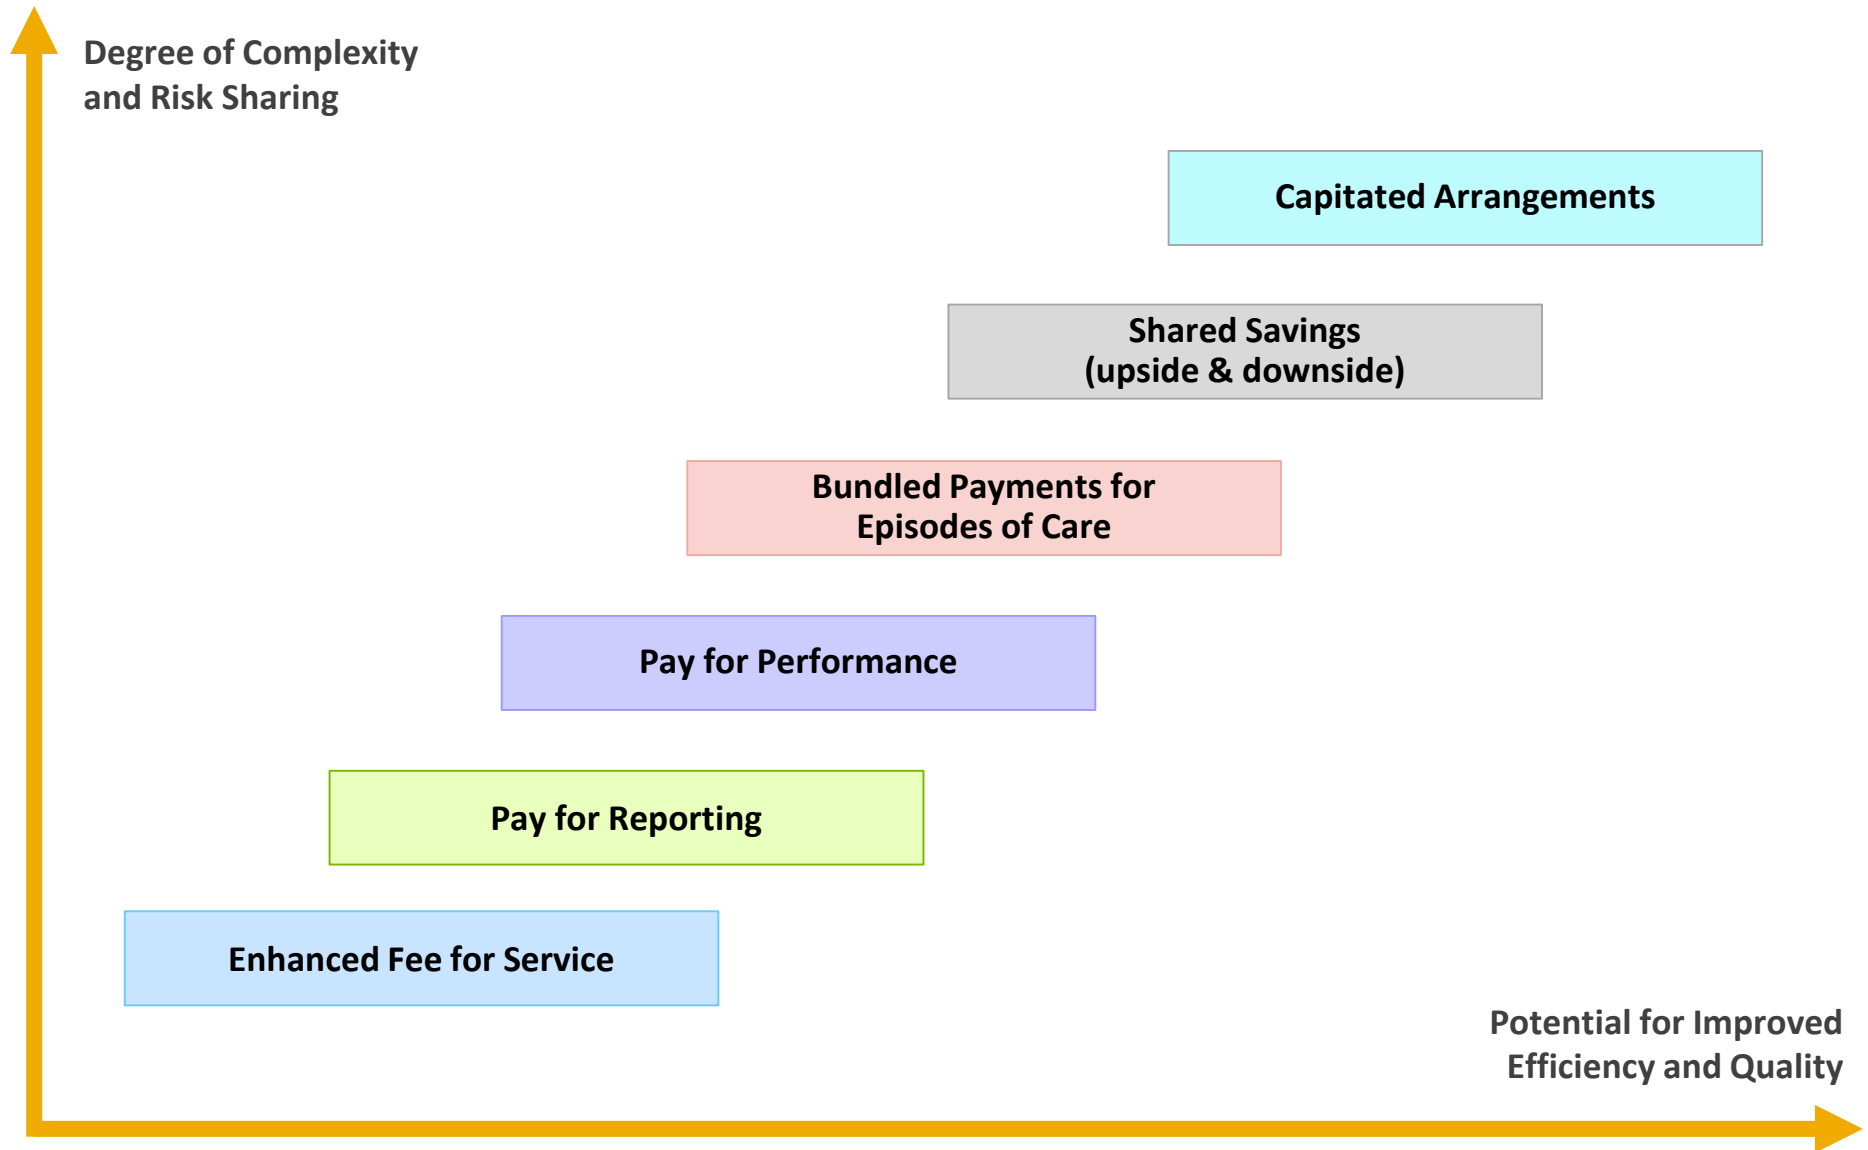 Degree of Complexity
and Risk Sharing
Capitated Arrangements
Shared Savings
(upside & downside)
Bundled Payments for
Episodes of Care
Pay for Performance
Pay for Reporting
Enhanced Fee for Service
Potential for Improved
Efficiency and Quality